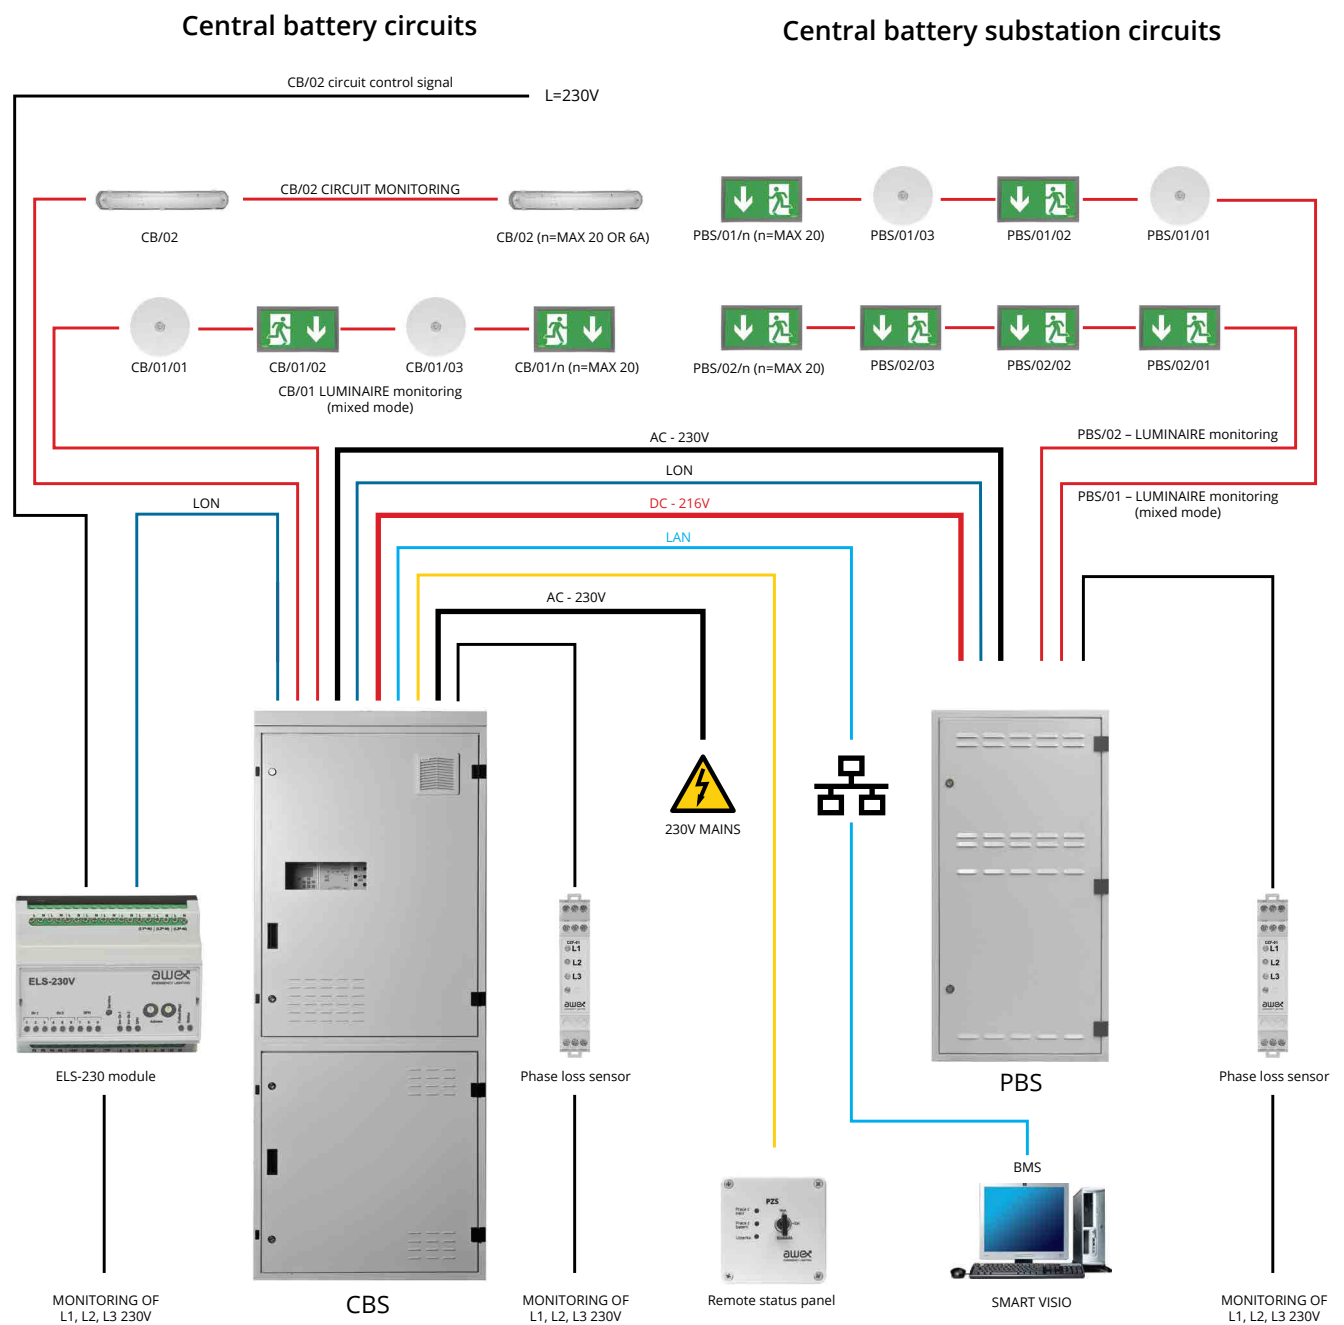 Central battery circuits
Central battery substation circuits
CB/02 circuit control signal
L=230V
CB/02 CIRCUIT MONITORING
CB/02
CB/02 (n=MAX 20 OR 6A)
PBS/01/n (n=MAX 20)
PBS/01/03
PBS/01/02
PBS/01/01
CB/01/01
CB/01/02
CB/01/03
CB/01/n (n=MAX 20)
PBS/02/n (n=MAX 20)
PBS/02/03
PBS/02/02
PBS/02/01
CB/01 LUMINAIRE monitoring
(mixed mode)
AC - 230V
PBS/02 – LUMINAIRE monitoring
LON
PBS/01 – LUMINAIRE monitoring
(mixed mode)
LON
DC - 216V
LAN
AC - 230V
230V MAINS
ELS-230V
awex
EMERGENCY LIGHTING
L1
L2
L3
awex
L1
L2
L3
awex
ELS-230 module
Phase loss sensor
PBS
Phase loss sensor
BMS
PZS
awex
MONITORING OF
L1, L2, L3 230V
CBS
MONITORING OF
L1, L2, L3 230V
Remote status panel
SMART VISIO
MONITORING OF
L1, L2, L3 230V